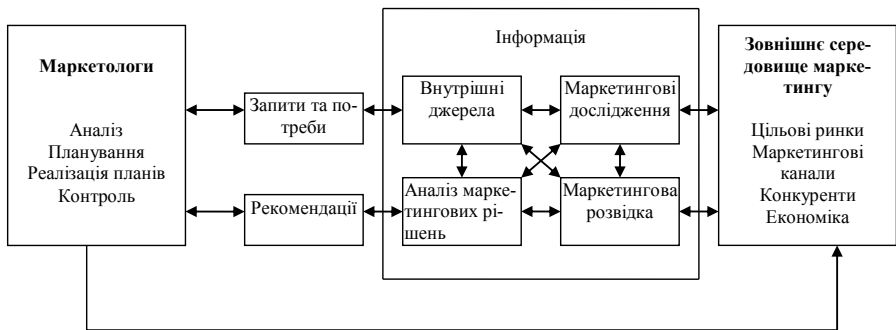 Маркетологи
Аналіз
Планування
Реалізація планів
Контроль
Запити та по-
треби
Рекомендації
Інформація
Внутрішні
джерела
Маркетингові
дослідження
Аналіз марке-
тингових рі-
шень
Маркетингова
розвідка
Зовнішнє сере-
довище марке-
тингу
Цільові ринки
Маркетингові
канали
Конкуренти
Економіка